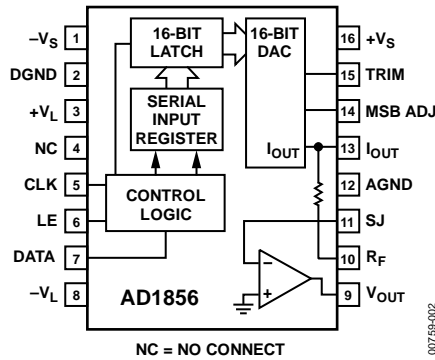 –VS 1
DGND 2
+VL 3
NC 4
CLK 5
LE 6
DATA 7
–VL 8
16-BIT
LATCH
16-BIT
DAC
SERIAL
INPUT
REGISTER
CONTROL
LOGIC
IOUT
–
+
AD1856
16 +VS
15 TRIM
14 MSB ADJ
13 IOUT
12 AGND
11 SJ
10 RF
9 VOUT
NC = NO CONNECT
00759-002